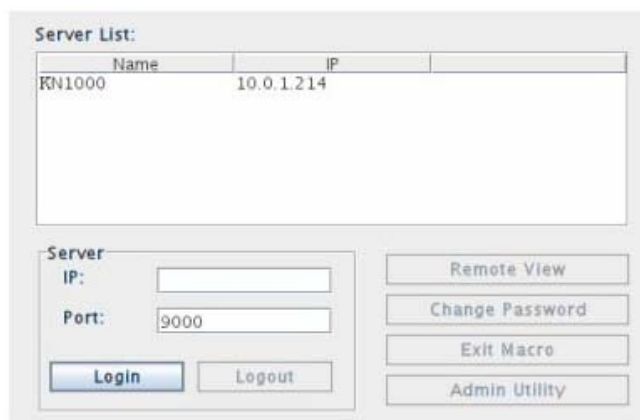 Server List:
Name IP
KN1000 10.0.1.214
Server
IP:
Port: 9000
Login Logout
Remote View
Change Password
Exit Macro
Admin Utility